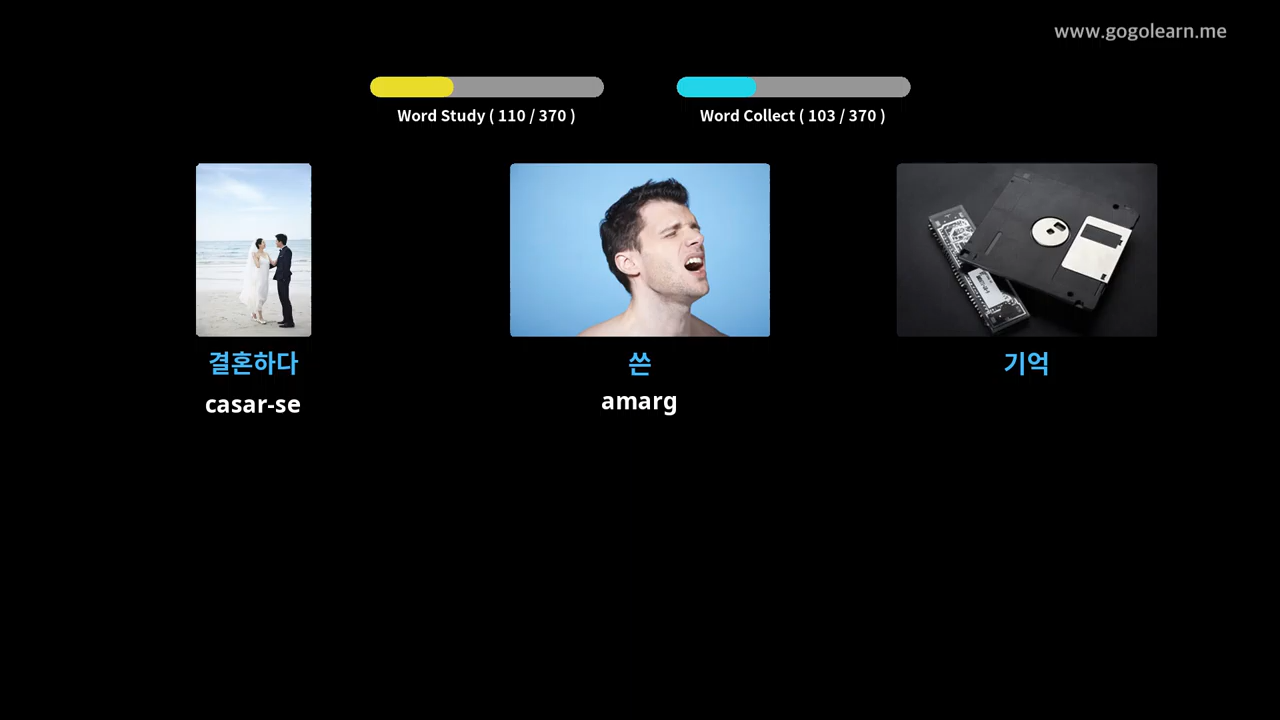 www.gogolearn.me
Word Study ( 110 / 370 )
Word Collect ( 103 / 370 )
결혼하다
casar-se
쓴
amarg
기억